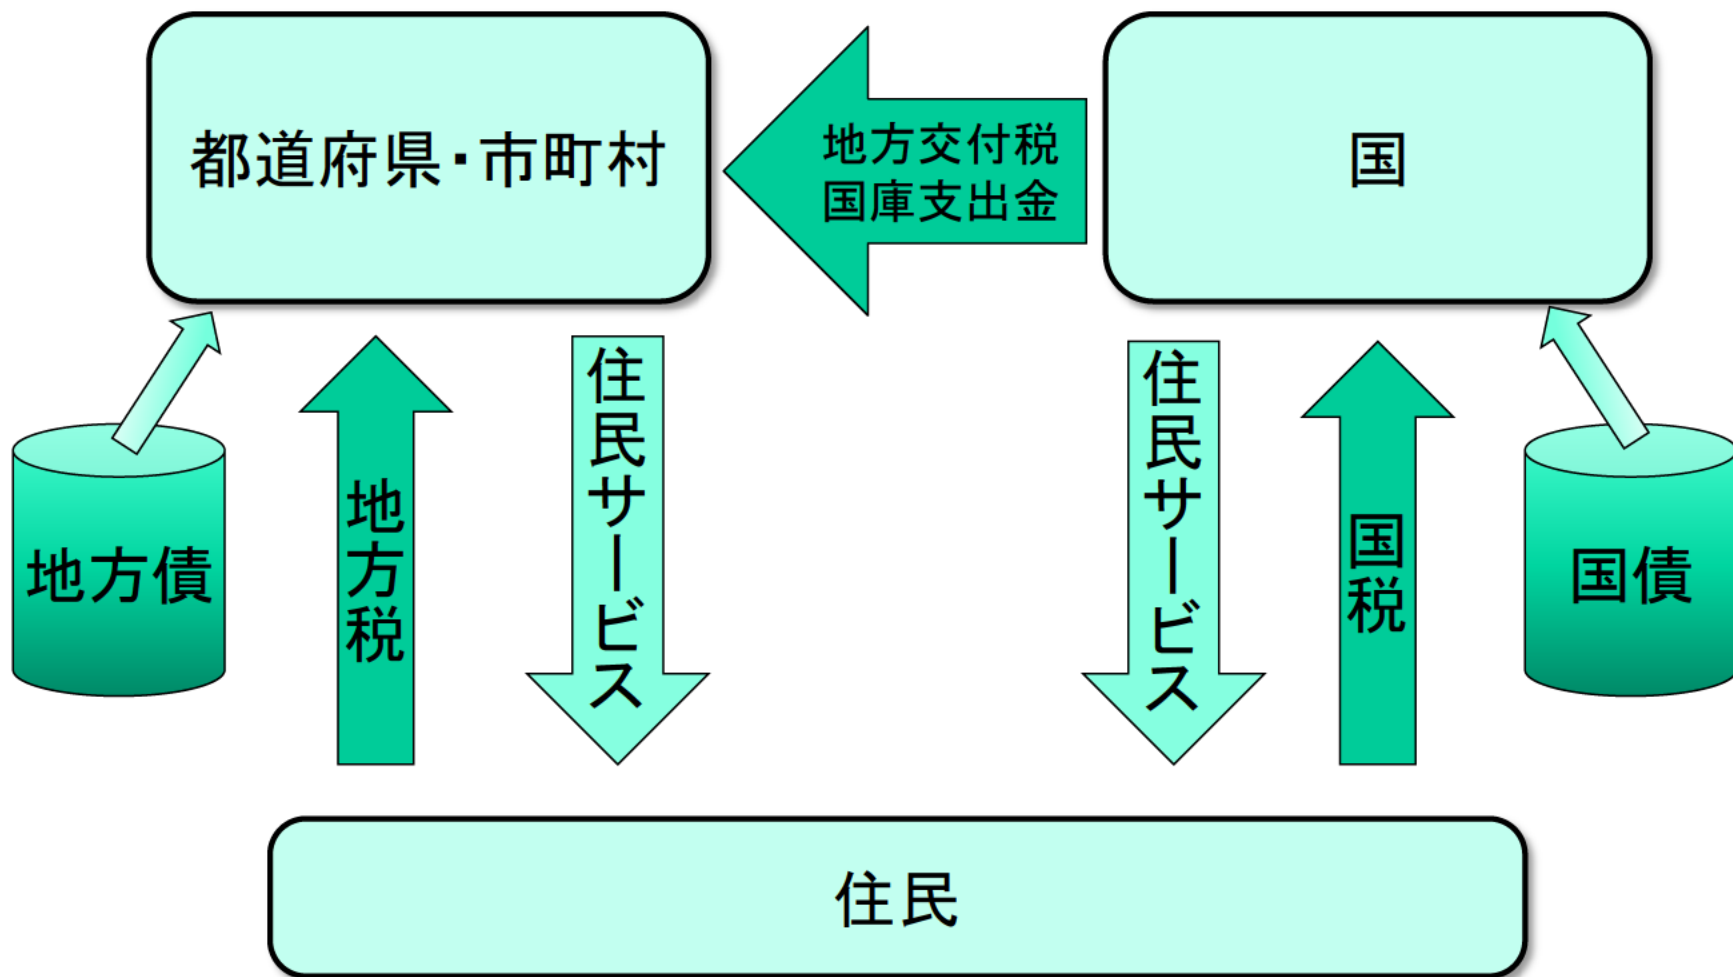 都道府県・市町村
地方交付税
国庫支出金
国
地方債
地方税
住民サービス
住民サービス
国税
国債
住民